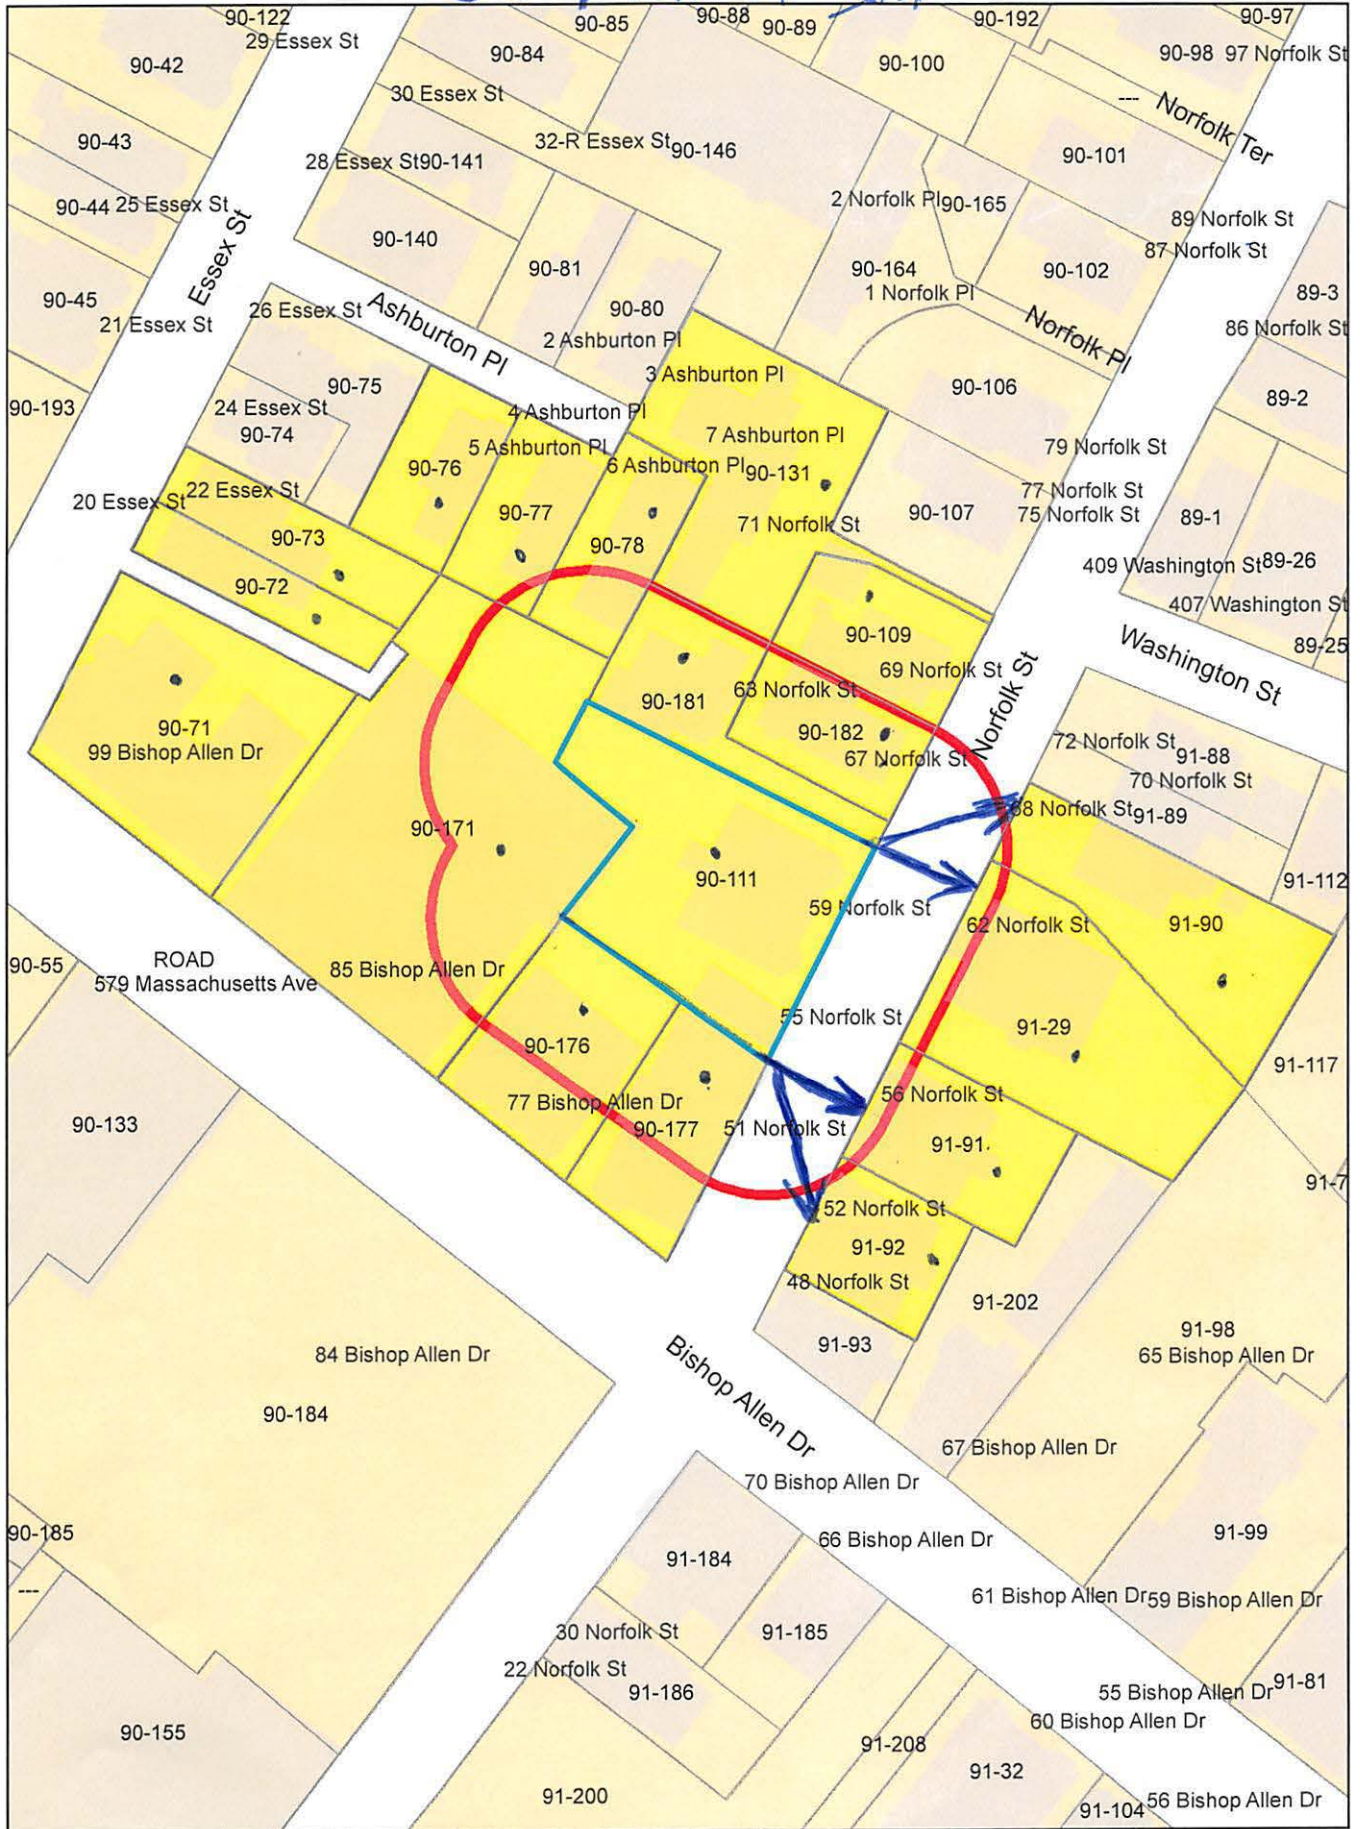 90-122
29 Essex St
90-85
90-88
90-89
90-192
90-97
90-42
90-84
90-100
90-98
97 Norfolk St
30 Essex St
---
Norfolk Ter
90-43
32-R Essex St
90-146
90-101
28 Essex St
90-141
90-44
25 Essex St
2 Norfolk Pl
90-165
89 Norfolk St
90-140
87 Norfolk St
Essex St
90-81
90-164
90-102
1 Norfolk Pl
89-3
90-45
26 Essex St
Ashburton Pl
90-80
Norfolk Pl
21 Essex St
86 Norfolk St
2 Ashburton Pl
3 Ashburton Pl
90-75
90-106
90-193
24 Essex St
89-2
90-74
4 Ashburton Pl
5 Ashburton Pl
7 Ashburton Pl
79 Norfolk St
90-76
6 Ashburton Pl
90-131
20 Essex St
22 Essex St
77 Norfolk St
90-77
71 Norfolk St
90-107
75 Norfolk St
89-1
90-73
90-78
409 Washington St
89-26
90-72
407 Washington St
90-109
Washington St
89-25
69 Norfolk St
90-181
63 Norfolk St
Norfolk St
90-71
90-182
72 Norfolk St
91-88
99 Bishop Allen Dr
67 Norfolk St
70 Norfolk St
68 Norfolk St
91-89
90-171
90-111
91-112
59 Norfolk St
62 Norfolk St
91-90
90-55
ROAD
85 Bishop Allen Dr
579 Massachusetts Ave
55 Norfolk St
91-29
90-176
91-117
56 Norfolk St
77 Bishop Allen Dr
90-133
90-177
51 Norfolk St
91-91
91-7
52 Norfolk St
91-92
48 Norfolk St
91-202
91-98
91-93
65 Bishop Allen Dr
84 Bishop Allen Dr
Bishop Allen Dr
90-184
67 Bishop Allen Dr
70 Bishop Allen Dr
90-185
66 Bishop Allen Dr
91-99
91-184
---
61 Bishop Allen Dr
59 Bishop Allen Dr
30 Norfolk St
91-185
22 Norfolk St
91-186
55 Bishop Allen Dr
91-81
60 Bishop Allen Dr
90-155
91-208
91-32
91-200
91-104
56 Bishop Allen Dr